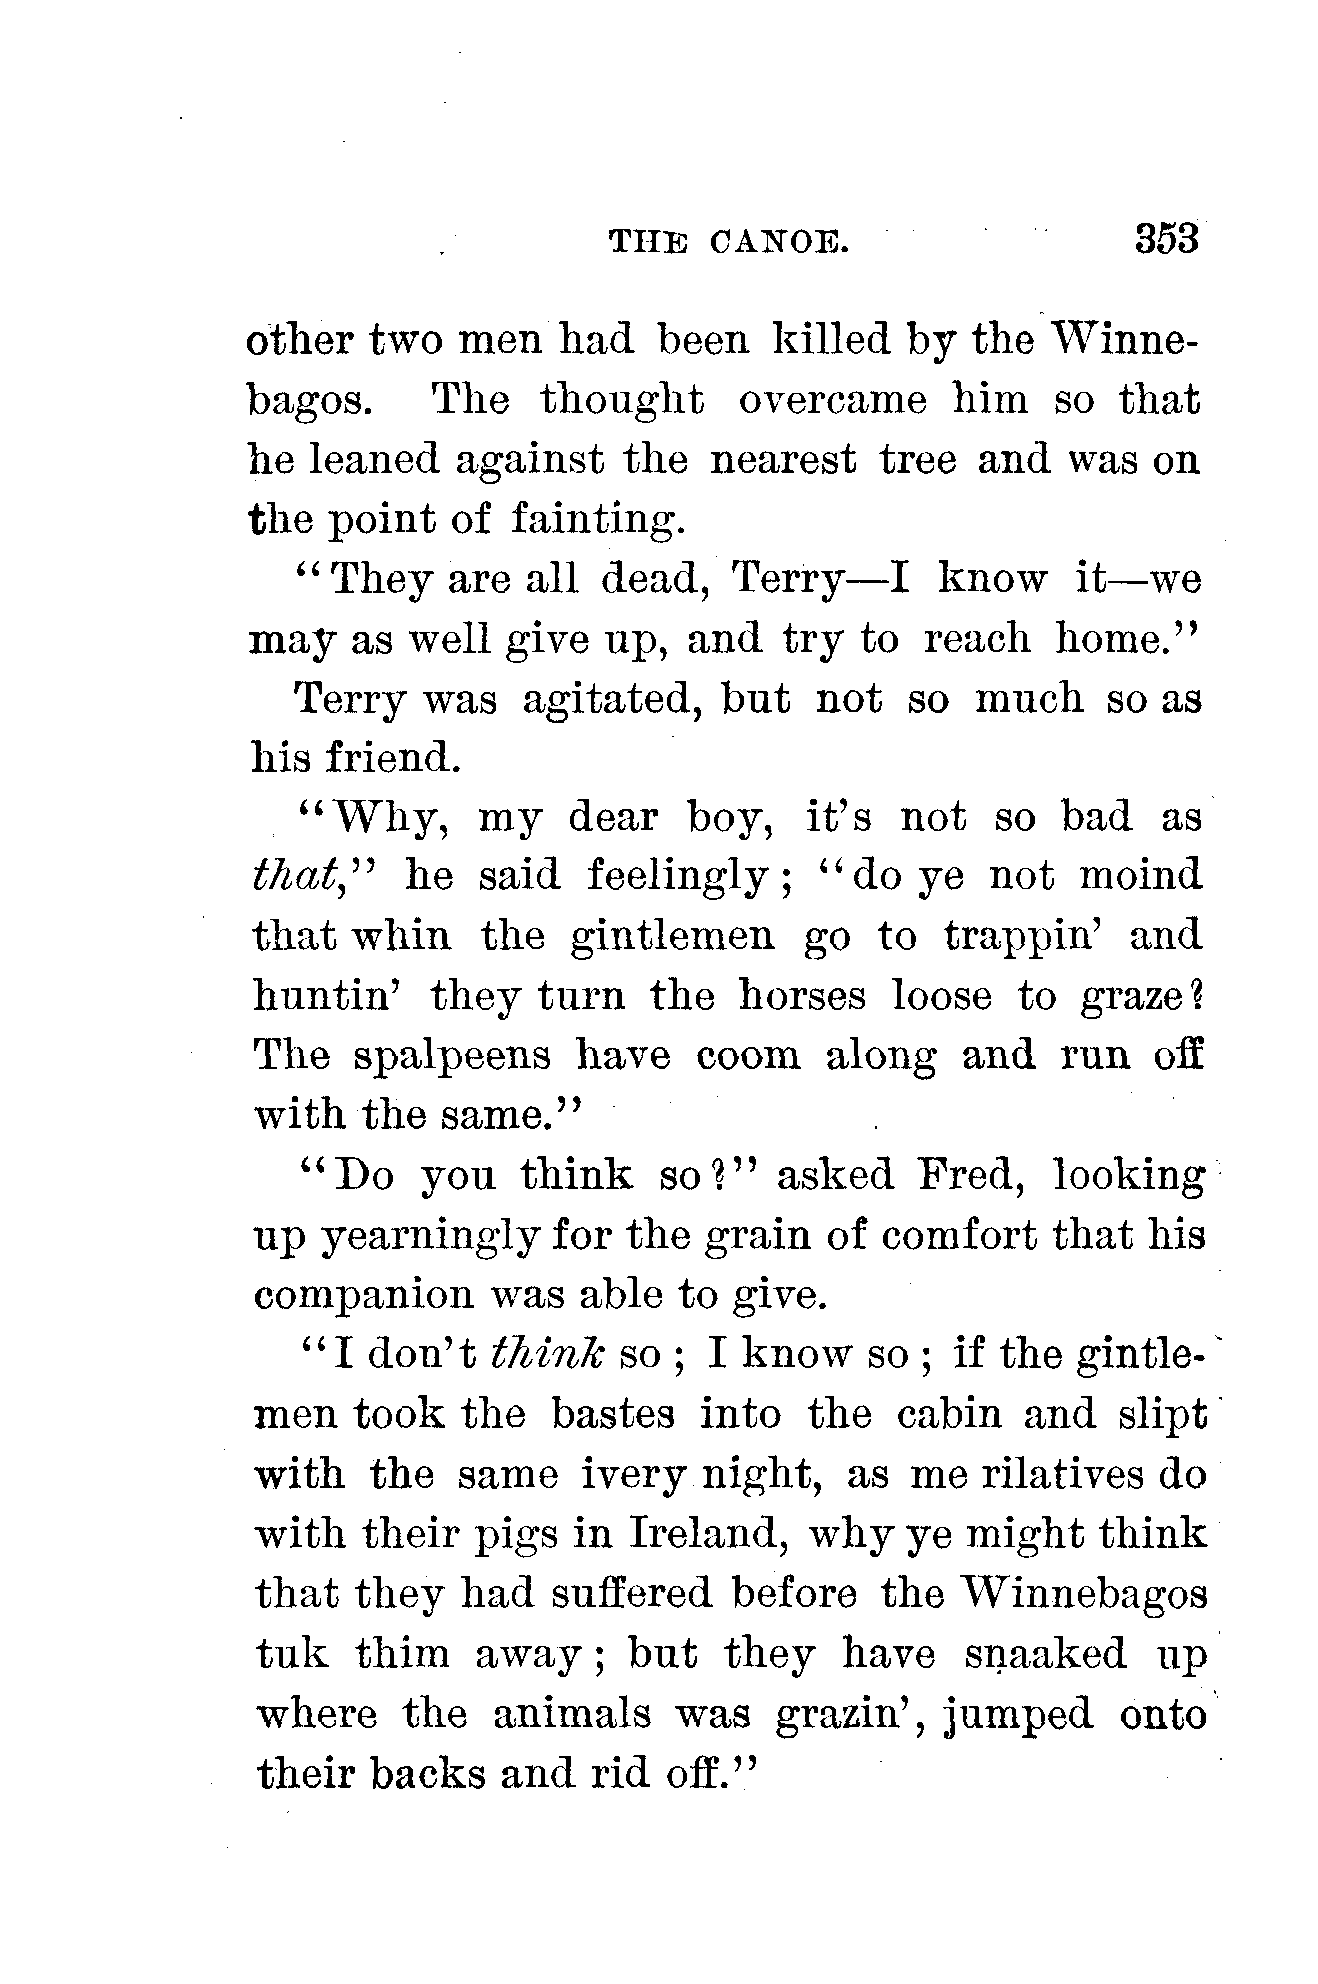 THE CANOE. 353
other two men had been killed by the Winne-
bagos. The thought overcame him so that
he leaned against the nearest tree and was on
the point of fainting.
“They are all dead, Terry—I know it—we
may as well give up, and try to reach home.”
Terry was agitated, but not so much so as
his friend.
“Why, my dear boy, it’s not so bad as
that,” he said feelingly; “do ye not moind
that whin the gintlemen go to trappin’ and
huntin’ they turn the horses loose to graze?
The spalpeens have coom along and run off
with the same.”
“Do you think so?” asked Fred, looking
up yearningly for the grain of comfort that his
companion was able to give.
“I don’t think so; I know so; if the gintle-
men took the bastes into the cabin and slipt
with the same ivery night, as me rilatives do
with their pigs in Ireland, why ye might think
that they had suffered before the Winnebagos
tuk thim away; but they have snaaked up
where the animals was grazin’, jumped onto
their backs and rid off.”